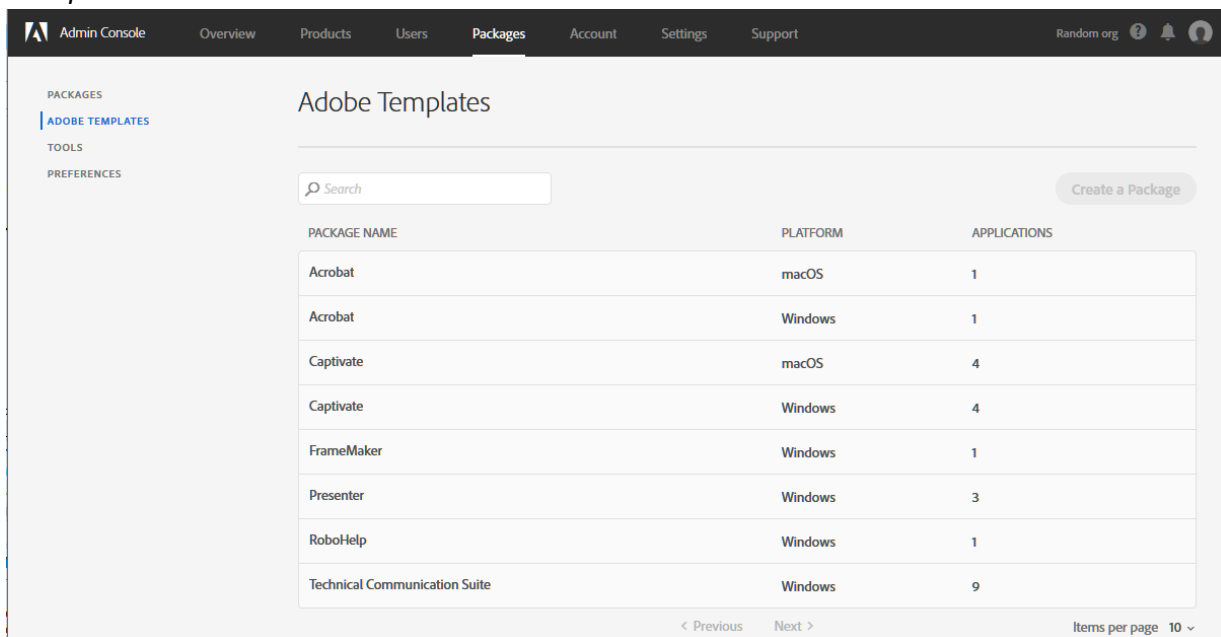 Admin Console Overview Products Users Packages Account Settings Support Random org
PACKAGES
ADOBE TEMPLATES
TOOLS
PREFERENCES
Adobe Templates
Search
Create a Package
PACKAGE NAME PLATFORM APPLICATIONS
Acrobat macOS 1
Acrobat Windows 1
Captivate macOS 4
Captivate Windows 4
FrameMaker Windows 1
Presenter Windows 3
RoboHelp Windows 1
Technical Communication Suite Windows 9
< Previous Next > Items per page 10